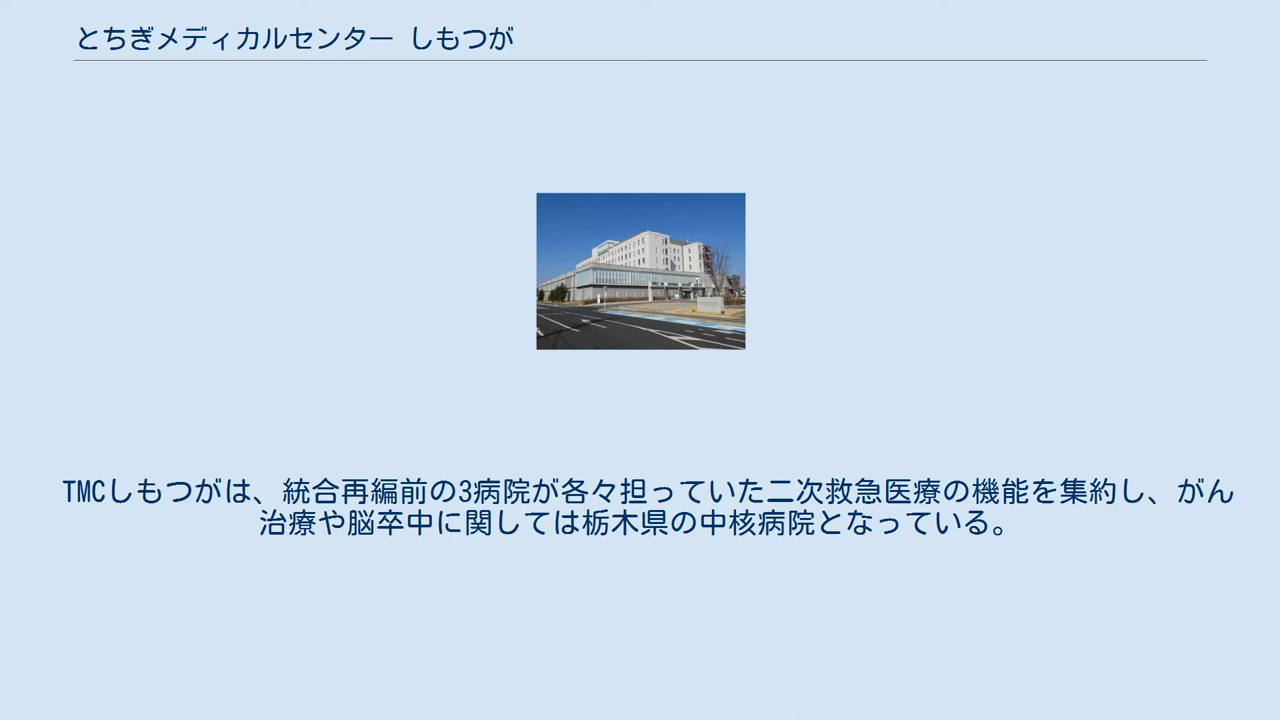 とちぎメディカルセンター しもつが
TMCしもつがは、統合再編前の3病院が各々担っていた二次救急医療の機能を集約し、がん
治療や脳卒中に関しては栃木県の中核病院となっている。